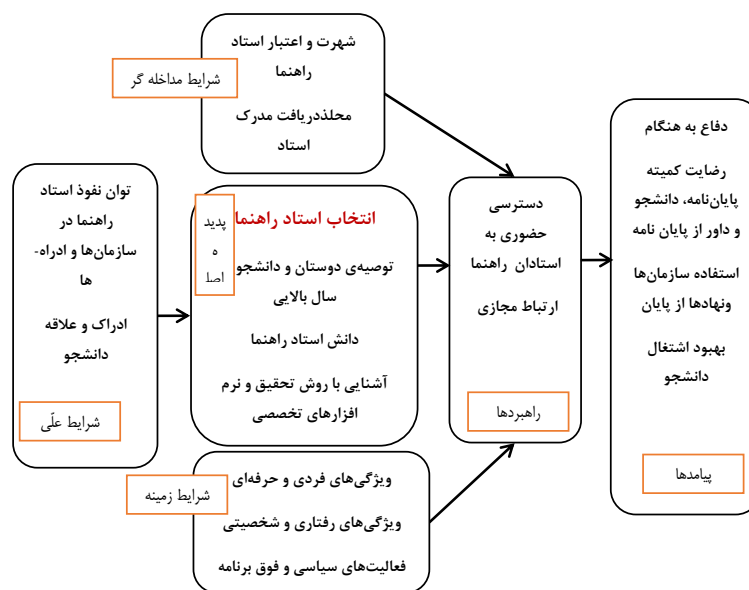 شهرت و اعتبار استاد
راهنما
محلذدریافت مدرک
استاد
شرایط مداخله گر
توان نفوذ استاد
راهنما در
سازمان‌ها و ادراه-
ها
ادراک و علاقه
دانشجو
شرایط علّی
پدید
ه
اصل
انتخاب استاد راهنما
توصیه‌ی دوستان و دانشجو
سال بالایی
دانش استاد راهنما
آشنایی با روش تحقیق و نرم
افزارهای تخصصی
ویژگی‌های فردی و حرفه‌ای
شرایط زمینه
ویژگی‌های رفتاری و شخصیتی
فعالیت‌های سیاسی و فوق برنامه
دسترسی
حضوری به
استادان راهنما
ارتباط مجازی
راهبردها
دفاع به هنگام
رضایت کمیته
پایان‌نامه، دانشجو
و داور از پایان نامه
استفاده سازمان‌ها
ونهادها از پایان
بهبود اشتغال
دانشجو
پیامدها